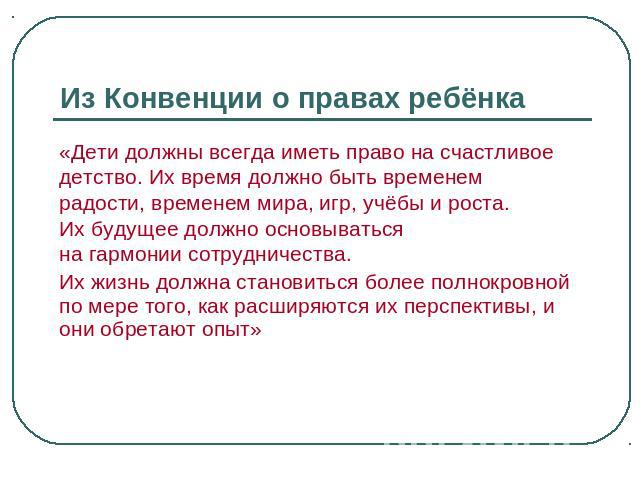 Из Конвенции о правах ребёнка
«Дети должны всегда иметь право на счастливое
детство. Их время должно быть временем
радости, временем мира, игр, учёбы и роста.
Их будущее должно основываться
на гармонии сотрудничества.
Их жизнь должна становиться более полнокровной
по мере того, как расширяются их перспективы, и
они обретают опыт»